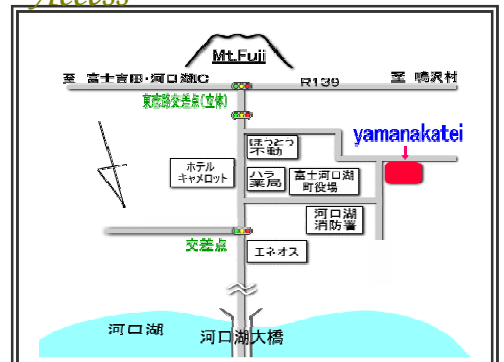 Access
Mt.Fuji
至 富士吉田・河口湖IC
R139
至 鳴沢村
東恋路交差点(立体)
yamanakatei
ほうとう
不動
ホテル
キャメロット
ハラ
薬局
富士河口湖
町役場
河口湖
消防署
交差点
エネオス
河口湖
河口湖大橋